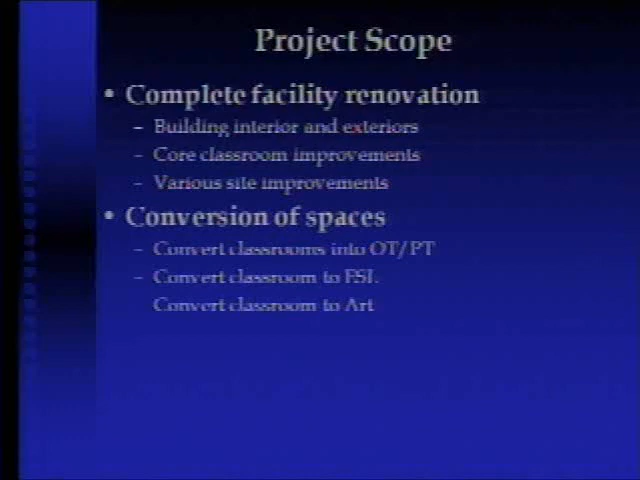 Project Scope
• Complete facility renovation
– Building interior and exteriors
– Core classroom improvements
– Various site improvements
• Conversion of spaces
– Convert classrooms into OT/PT
– Convert classroom to ESL
Convert classroom to Art